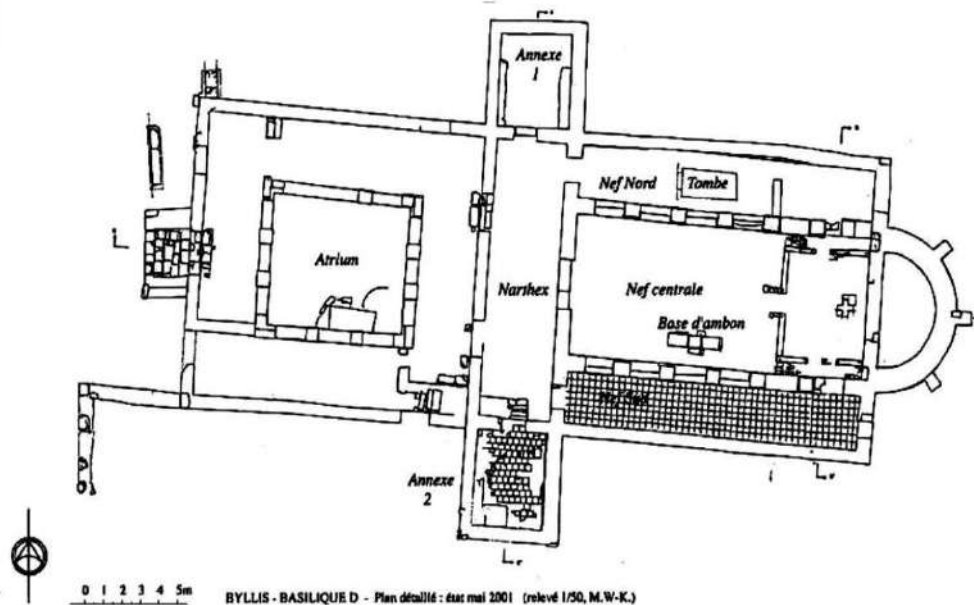 Annexe
1
Nef Nord
Tombe
Atrium
Narthex
Nef centrale
Base d'ambon
Annexe
2
0 1 2 3 4 5m
BYLLIS - BASILIQUE D - Plan détaillé : état mai 2001 (relevé 1/50, M.W-K.)